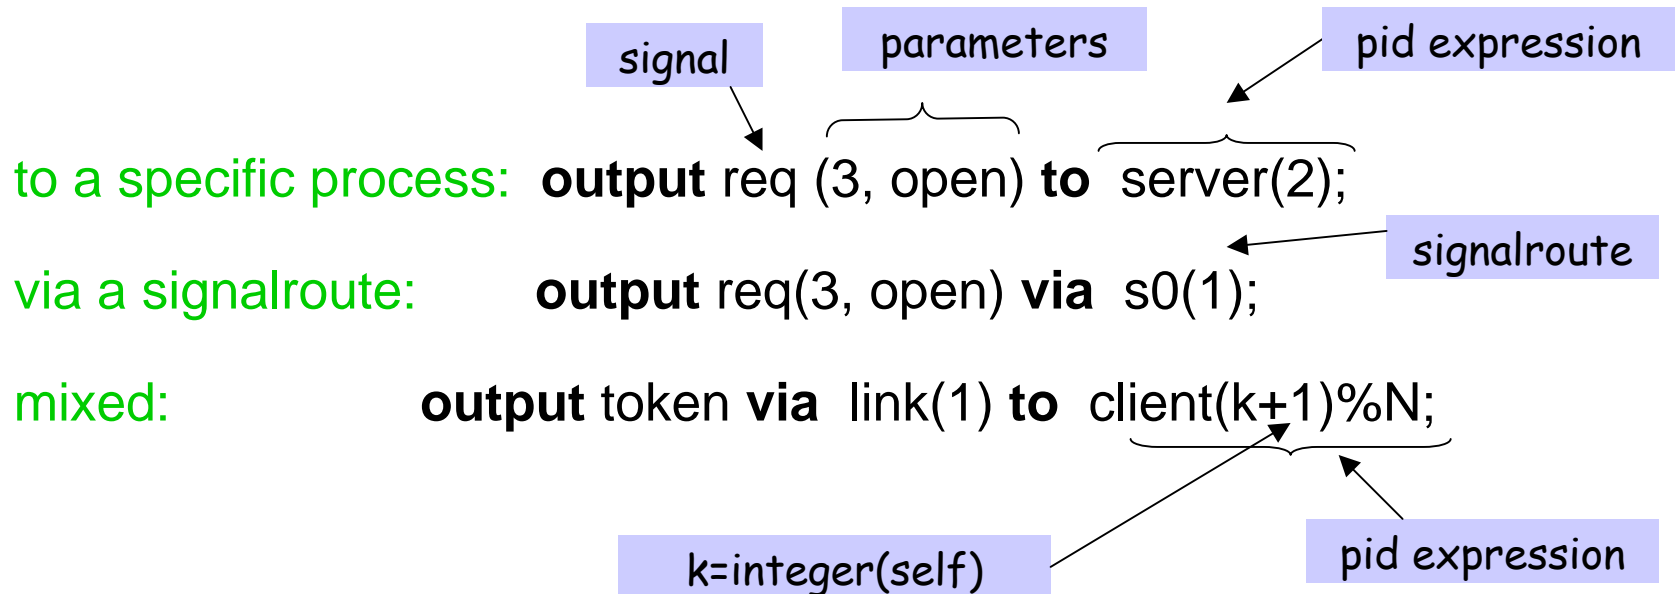 signal
parameters
pid expression
to a specific process: output req (3, open) to server(2);
signalroute
via a signalroute: output req(3, open) via s0(1);
mixed: output token via link(1) to client(k+1)%N;
k=integer(self)
pid expression